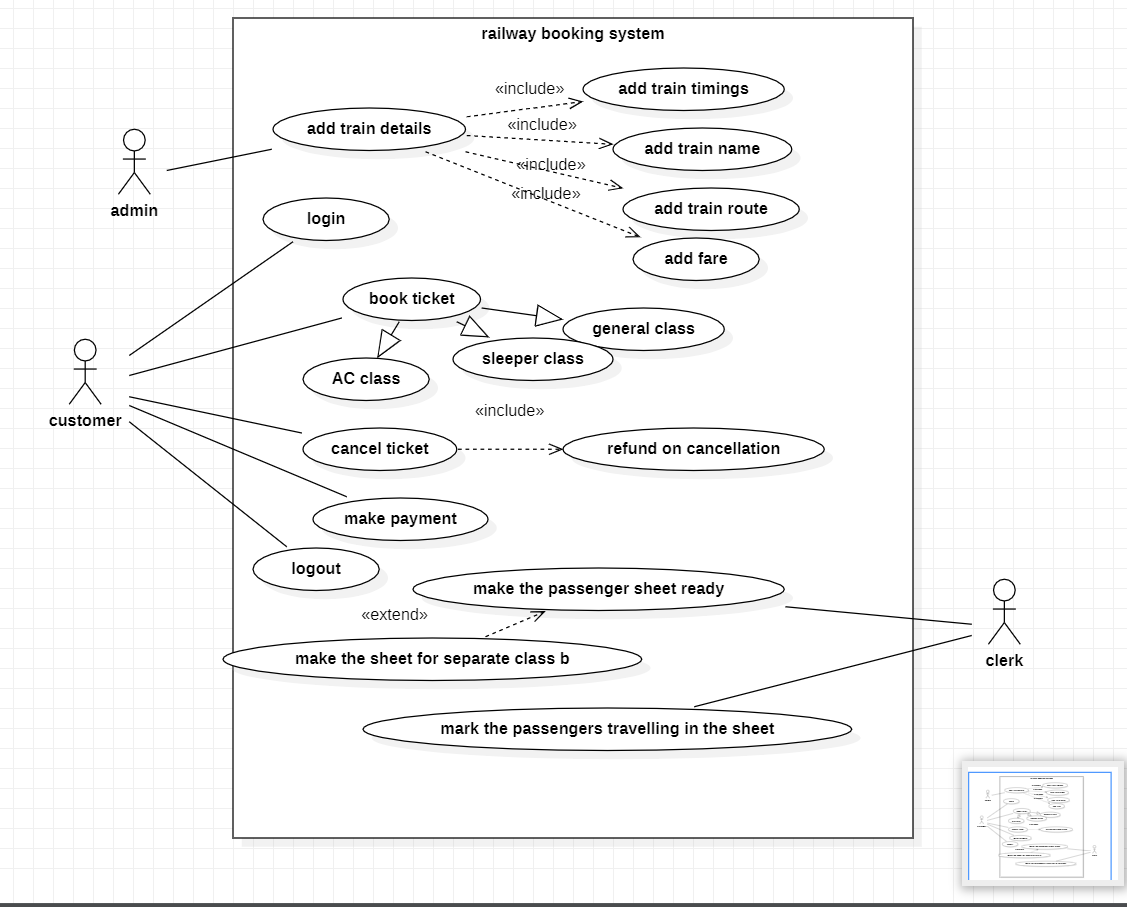 railway booking system
«include»
add train timings
add train details
«include»
add train name
«include»
«include»
add train route
admin
login
add fare
book ticket
general class
sleeper class
AC class
customer
«include»
cancel ticket
refund on cancellation
make payment
logout
make the passenger sheet ready
«extend»
make the sheet for separate class b
clerk
mark the passengers travelling in the sheet